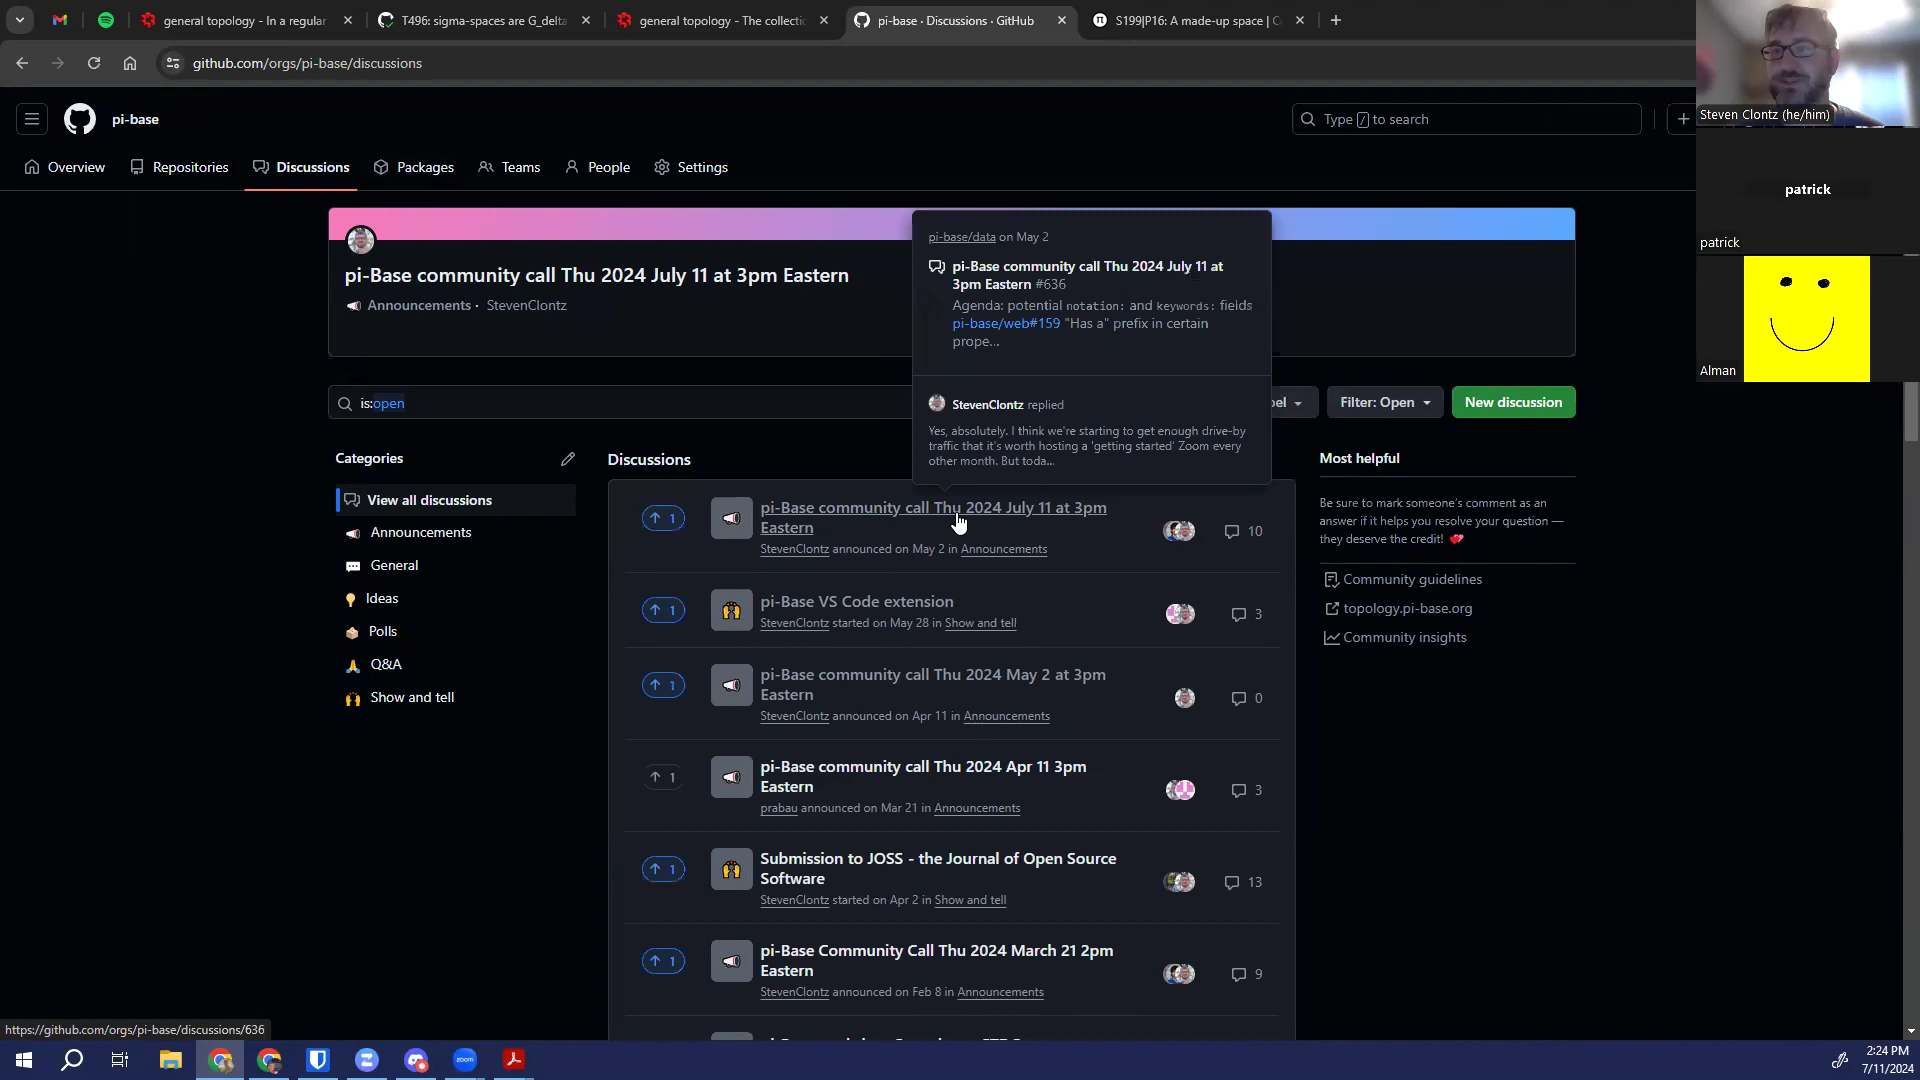 general topology - In a regular
T496: sigma-spaces are G_delta
general topology - The collectio
pi-base · Discussions · GitHub
S199|P16: A made-up space | C
github.com/orgs/pi-base/discussions
Steven Clontz (he/him)
patrick
patrick
Alman
pi-base
Type / to search
Overview
Repositories
Discussions
Packages
Teams
People
Settings
pi-Base community call Thu 2024 July 11 at 3pm Eastern
Announcements · StevenClontz
pi-base/data on May 2
pi-Base community call Thu 2024 July 11 at
3pm Eastern #636
Agenda: potential notation: and keywords: fields
pi-base/web#159 "Has a" prefix in certain
prope...
StevenClontz replied
Yes, absolutely. I think we're starting to get enough drive-by
traffic that it's worth hosting a 'getting started' Zoom every
other month. But toda...
is:open
Filter: Open
New discussion
Categories
View all discussions
Announcements
General
Ideas
Polls
Q&A
Show and tell
Discussions
1
pi-Base community call Thu 2024 July 11 at 3pm
Eastern
StevenClontz announced on May 2 in Announcements
10
1
pi-Base VS Code extension
StevenClontz started on May 28 in Show and tell
3
1
pi-Base community call Thu 2024 May 2 at 3pm
Eastern
StevenClontz announced on Apr 11 in Announcements
0
1
pi-Base community call Thu 2024 Apr 11 3pm
Eastern
prabau announced on Mar 21 in Announcements
3
1
Submission to JOSS - the Journal of Open Source
Software
StevenClontz started on Apr 2 in Show and tell
13
1
pi-Base Community Call Thu 2024 March 21 2pm
Eastern
StevenClontz announced on Feb 8 in Announcements
9
Most helpful
Be sure to mark someone's comment as an
answer if it helps you resolve your question —
they deserve the credit!
Community guidelines
topology.pi-base.org
Community insights
https://github.com/orgs/pi-base/discussions/636
zoom
2:24 PM
7/11/2024